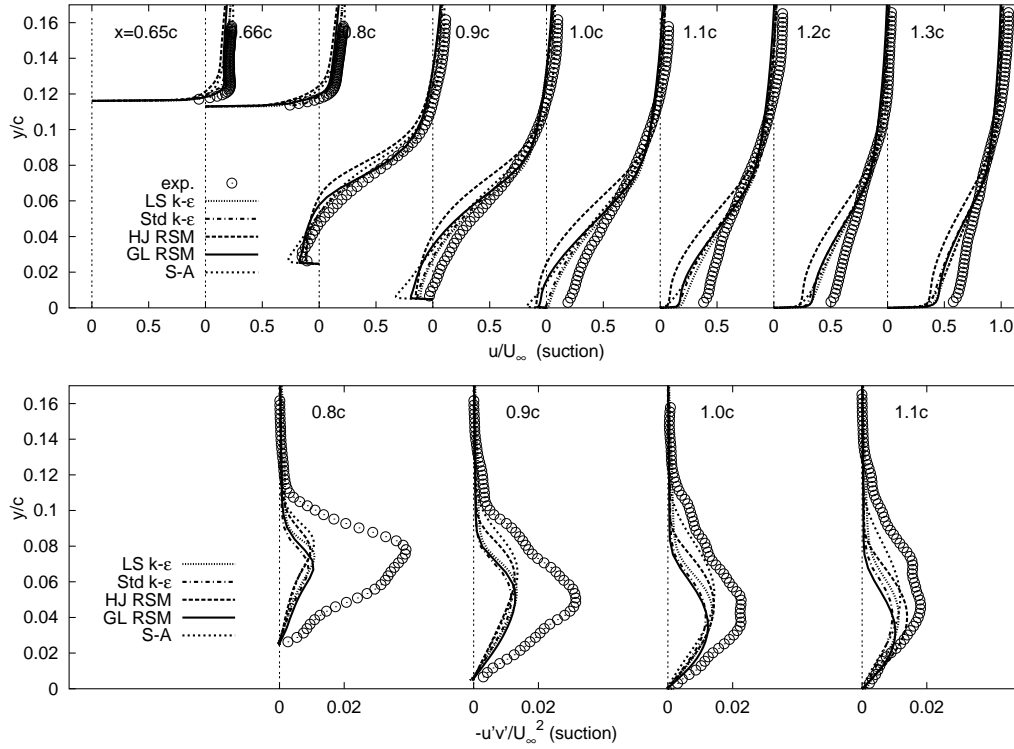 x=0.65c .66c 0.8c 0.9c 1.0c 1.1c 1.2c 1.3c
0.16
0.14
0.12
0.1
0.08
0.06
0.04
0.02
0
y/c
exp.
LS k-ε
Std k-ε
HJ RSM
GL RSM
S-A
0 0 0 0.5 0 0.5 0 0.5 0 0.5 0 0.5 0 0.5 1.0
u/U∞ (suction)
0.8c 0.9c 1.0c 1.1c
0.16
0.14
0.12
0.1
0.08
0.06
0.04
0.02
0
y/c
LS k-ε
Std k-ε
HJ RSM
GL RSM
S-A
0 0.02 0 0.02 0 0.02 0 0.02
-u'v'/U∞² (suction)